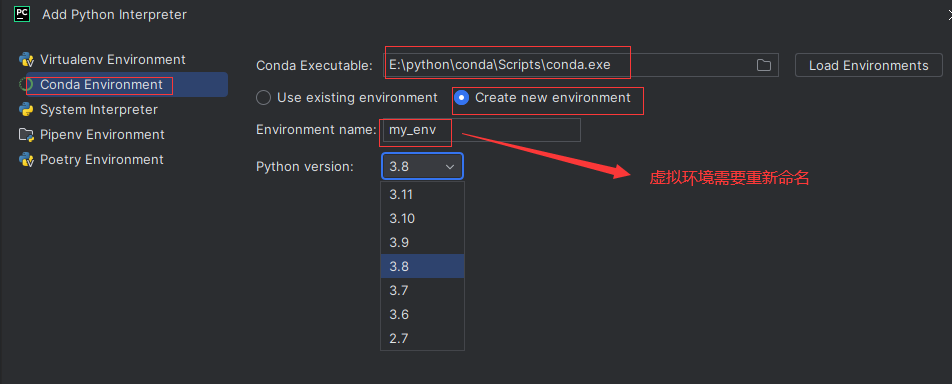 PC Add Python Interpreter
Virtualenv Environment
Conda Environment
System Interpreter
Pipenv Environment
Poetry Environment
Conda Executable: E:\python\conda\Scripts\conda.exe Load Environments
Use existing environment Create new environment
Environment name: my_env
Python version: 3.8
虚拟环境需要重新命名
3.11
3.10
3.9
3.8
3.7
3.6
2.7